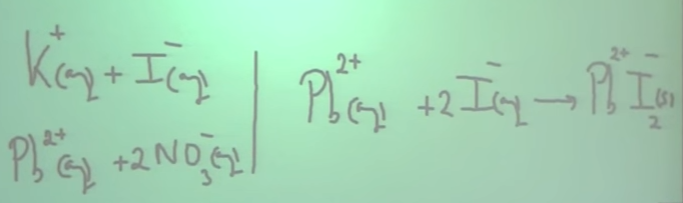 K⁺(aq) + I⁻(aq)
Pb²⁺(aq) + 2NO₃⁻(aq)
Pb²⁺(aq) + 2I⁻(aq) → Pb²⁺I⁻₂(s)